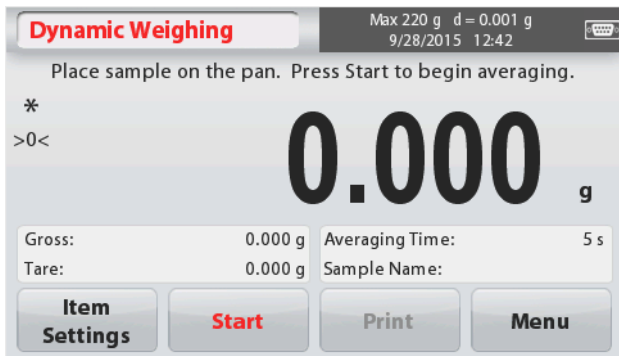 Dynamic Weighing
Max 220 g d = 0.001 g
9/28/2015 12:42
Place sample on the pan. Press Start to begin averaging.
*
>0<
0.000 g
Gross: 0.000 g
Tare: 0.000 g
Averaging Time: 5 s
Sample Name:
Item
Settings
Start
Print
Menu